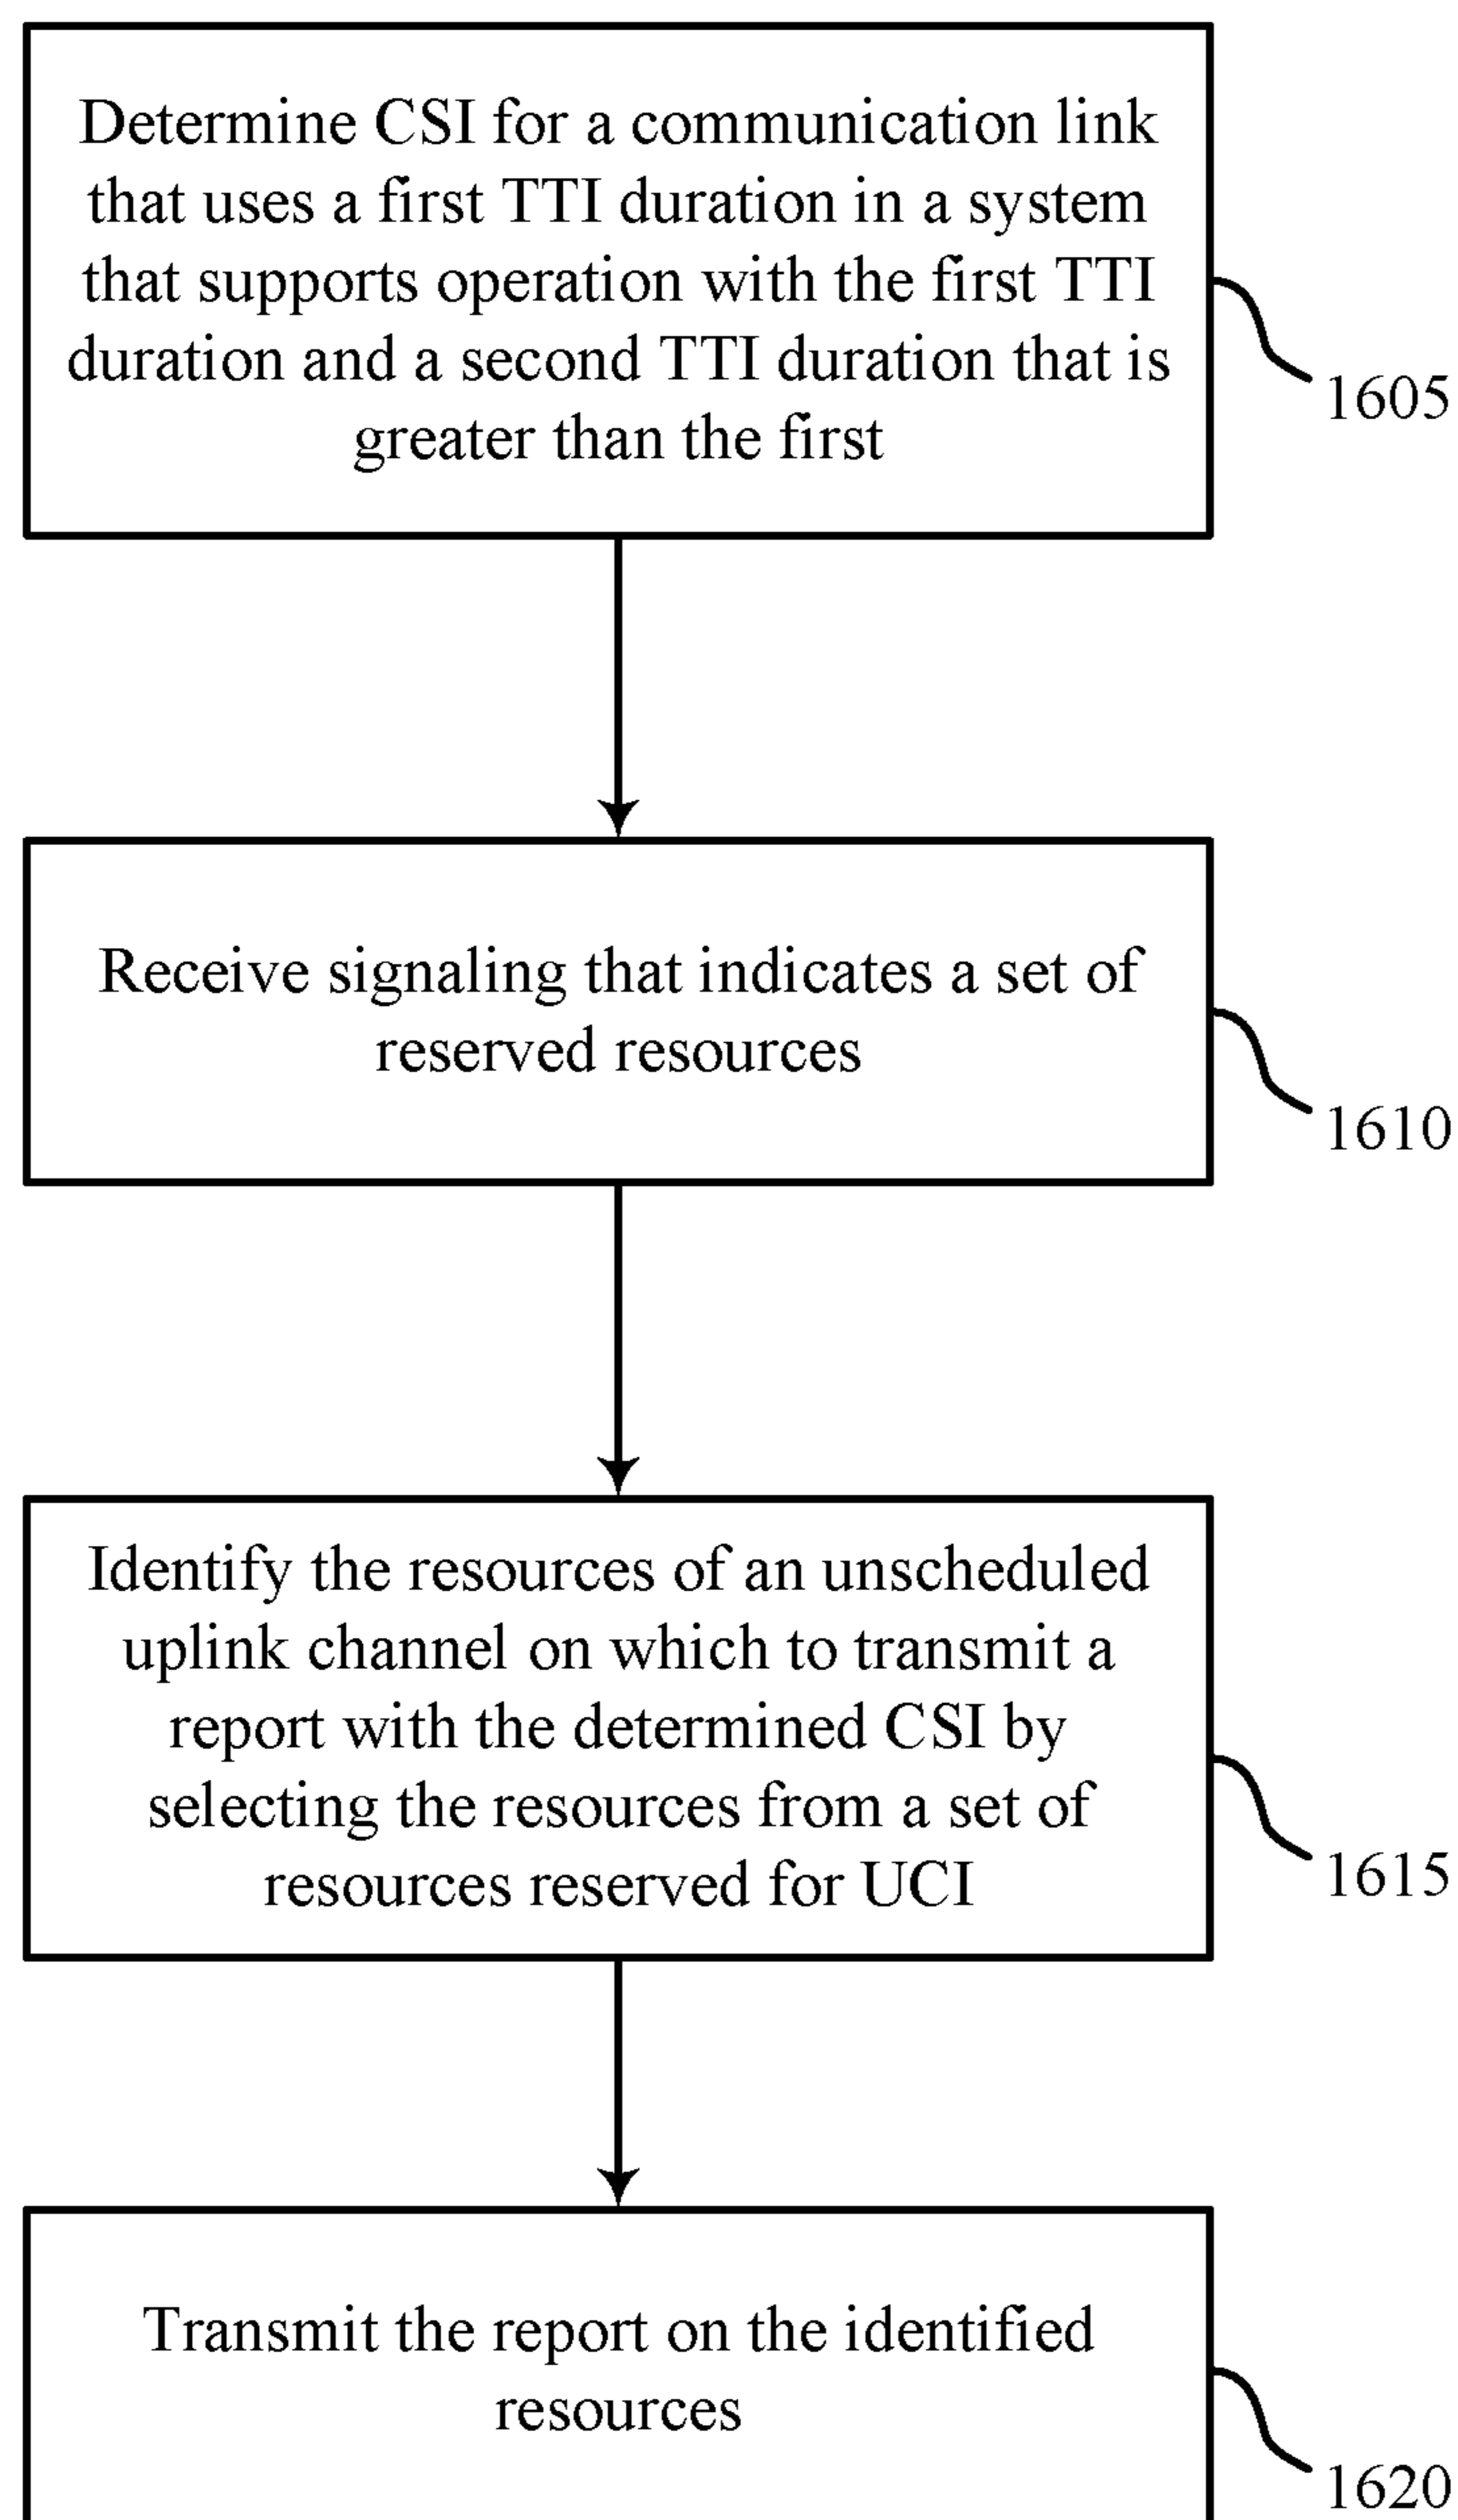 Determine CSI for a communication link
that uses a first TTI duration in a system
that supports operation with the first TTI
duration and a second TTI duration that is
greater than the first
1605
Receive signaling that indicates a set of
reserved resources
1610
Identify the resources of an unscheduled
uplink channel on which to transmit a
report with the determined CSI by
selecting the resources from a set of
resources reserved for UCI
1615
Transmit the report on the identified
resources
1620